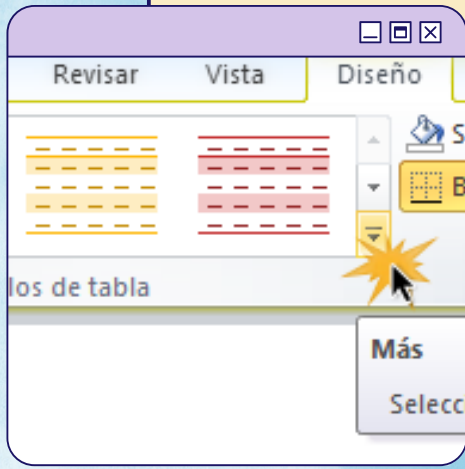 Revisar Vista Diseño
S
B
los de tabla
Más
Selecc